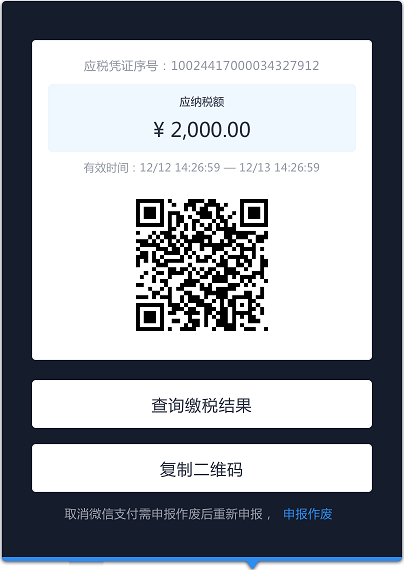 应税凭证序号：10024417000034327912
应纳税额
¥ 2,000.00
有效时间：12/12 14:26:59 — 12/13 14:26:59
查询缴税结果
复制二维码
取消微信支付需申报作废后重新申报， 申报作废